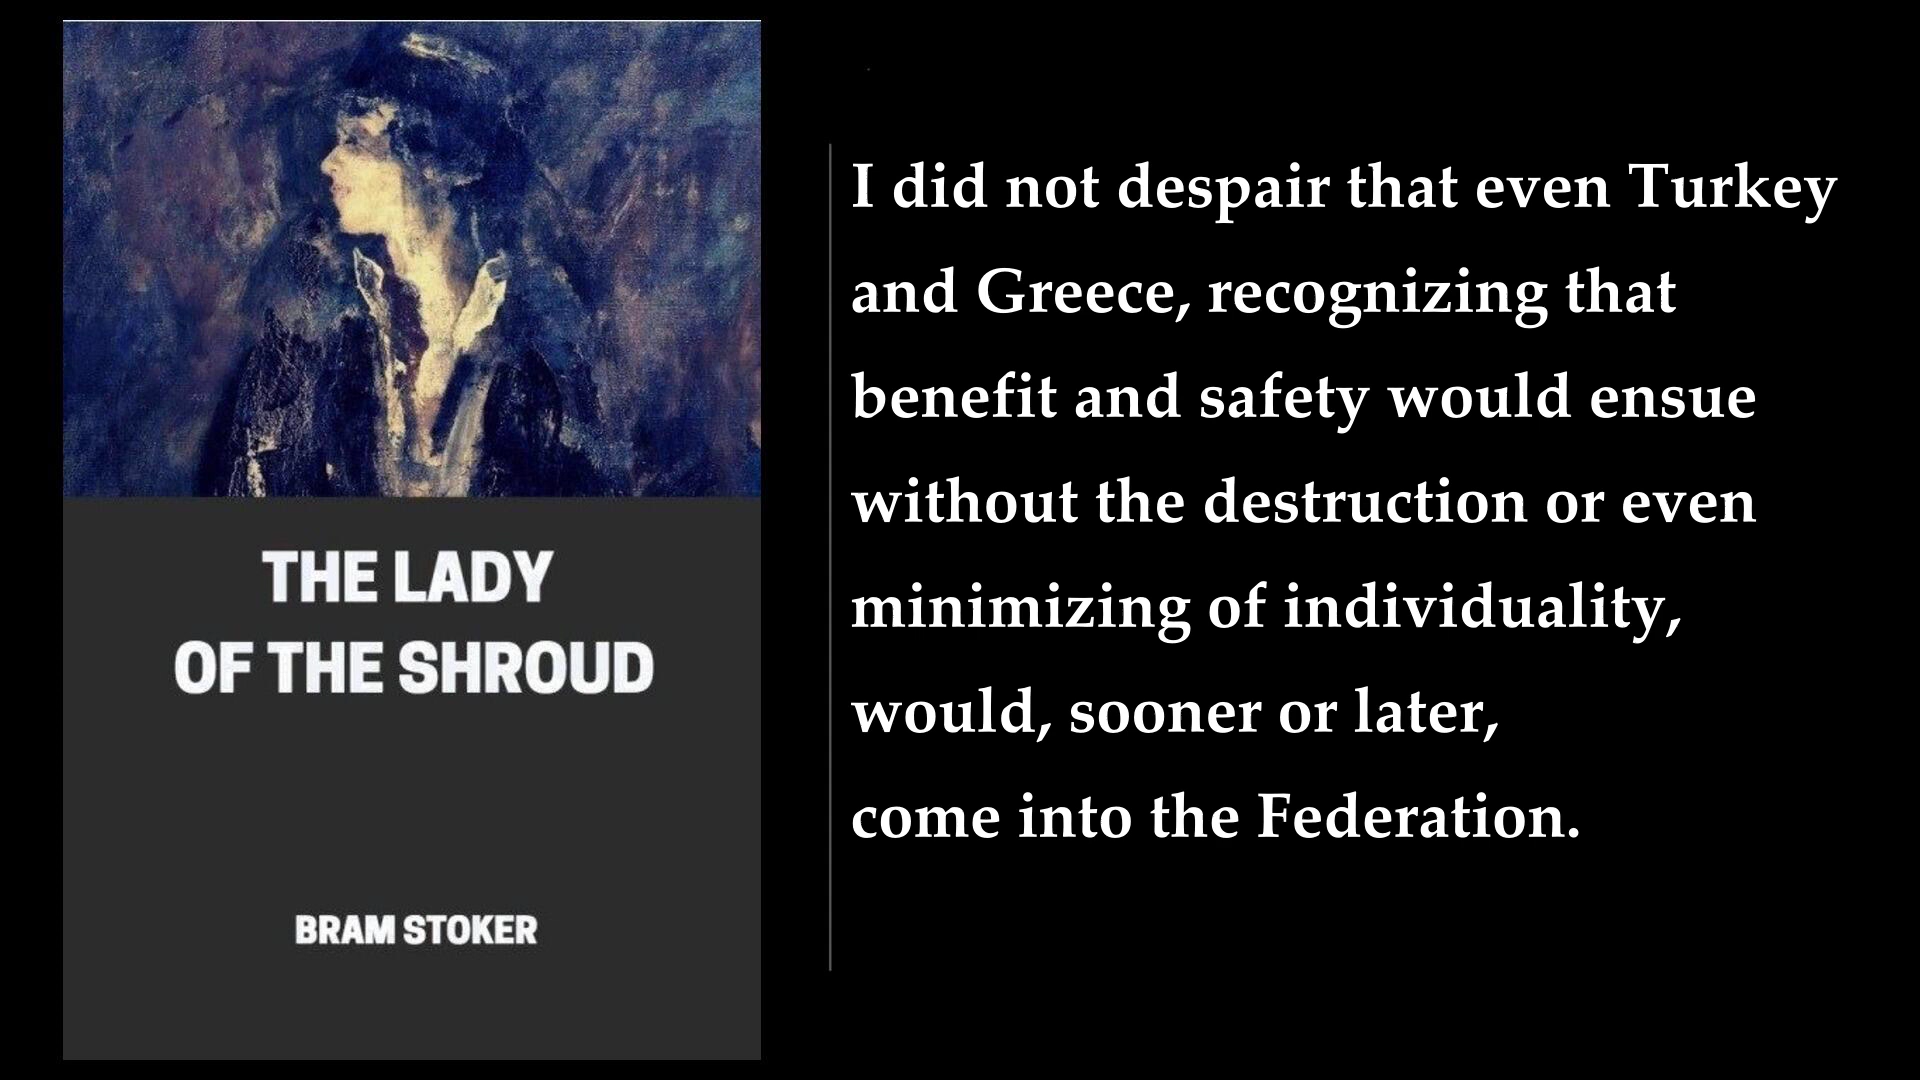 THE LADY
OF THE SHROUD
BRAM STOKER
I did not despair that even Turkey
and Greece, recognizing that
benefit and safety would ensue
without the destruction or even
minimizing of individuality,
would, sooner or later,
come into the Federation.